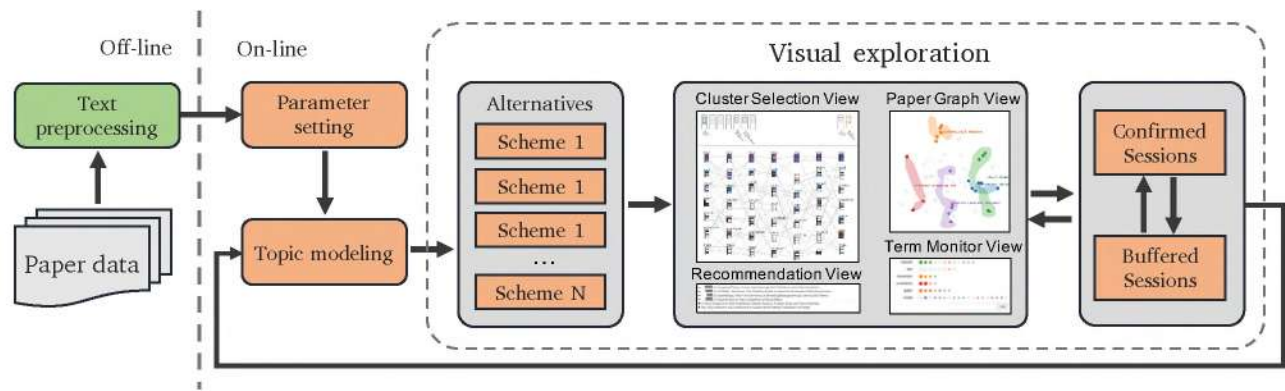 Off-line
On-line
Visual exploration
Text
preprocessing
Paper data
Parameter
setting
Topic modeling
Alternatives
Scheme 1
Scheme 1
Scheme 1
...
Scheme N
Cluster Selection View
Paper Graph View
Recommendation View
Term Monitor View
Confirmed
Sessions
Buffered
Sessions